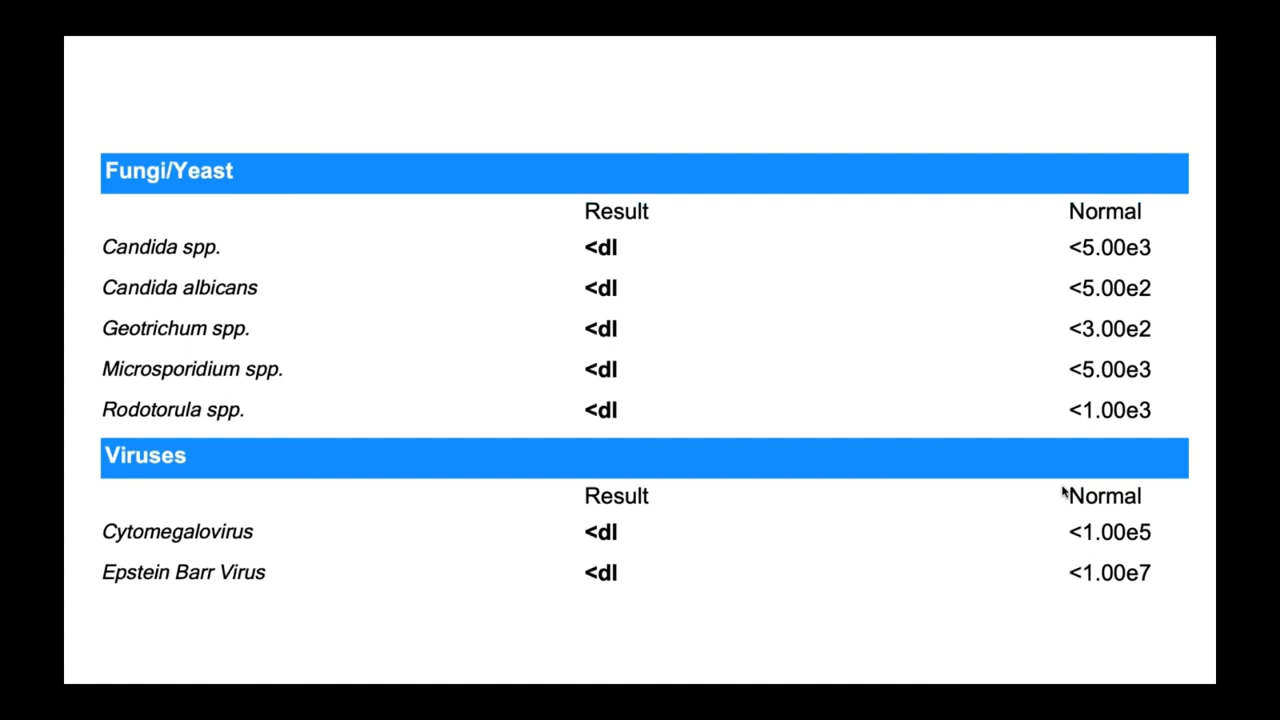 Fungi/Yeast
Result Normal
Candida spp. <dl <5.00e3
Candida albicans <dl <5.00e2
Geotrichum spp. <dl <3.00e2
Microsporidium spp. <dl <5.00e3
Rodotorula spp. <dl <1.00e3
Viruses
Result Normal
Cytomegalovirus <dl <1.00e5
Epstein Barr Virus <dl <1.00e7